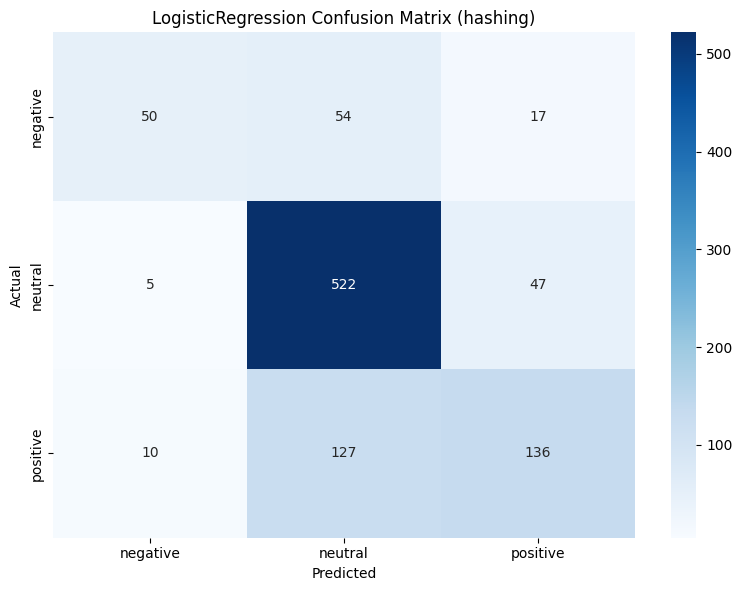 LogisticRegression Confusion Matrix (hashing)
Actual
negative
50 54 17
neutral
5 522 47
positive
10 127 136
negative neutral positive
Predicted
500
400
300
200
100